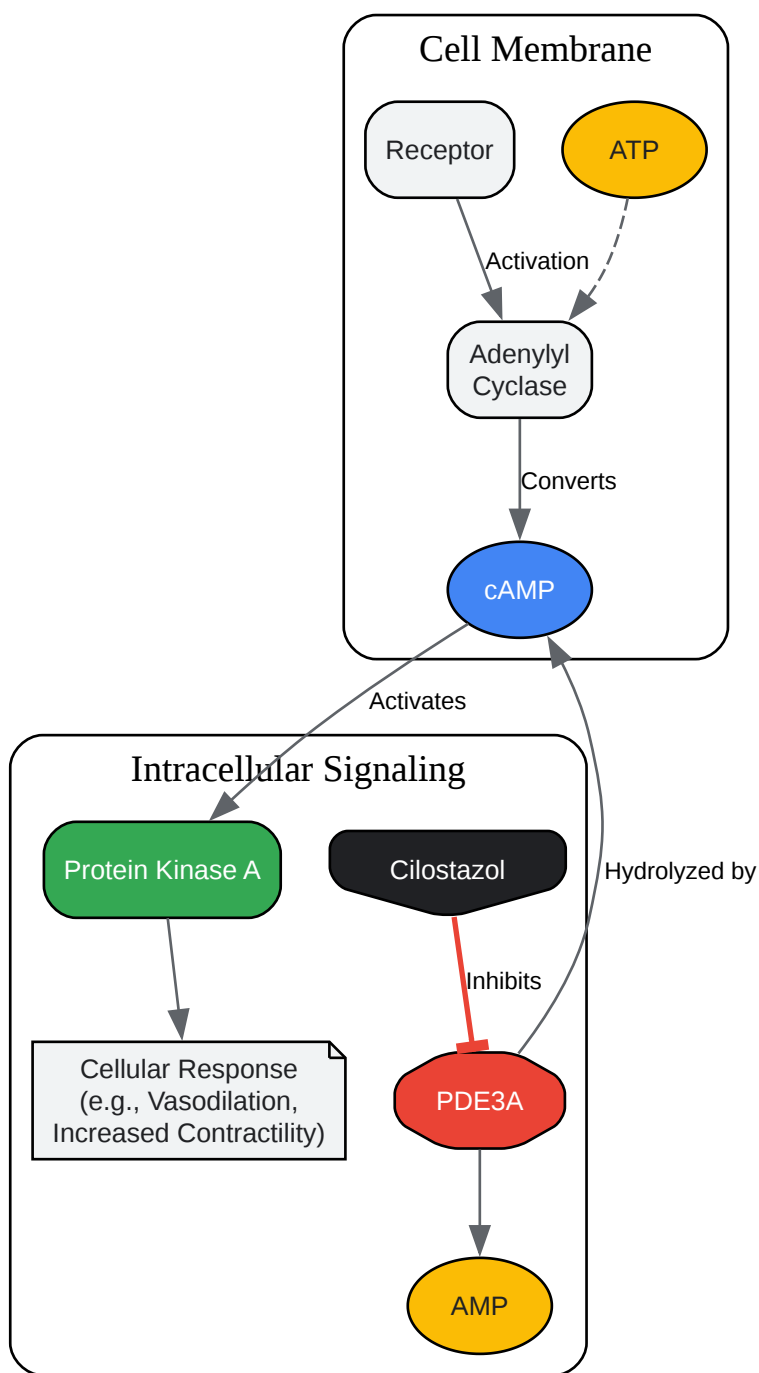 Cell Membrane
Receptor
ATP
Activation
Adenylyl
Cyclase
Converts
cAMP
Activates
Intracellular Signaling
Protein Kinase A
Cilostazol
Hydrolyzed by
Inhibits
Cellular Response
(e.g., Vasodilation,
Increased Contractility)
PDE3A
AMP